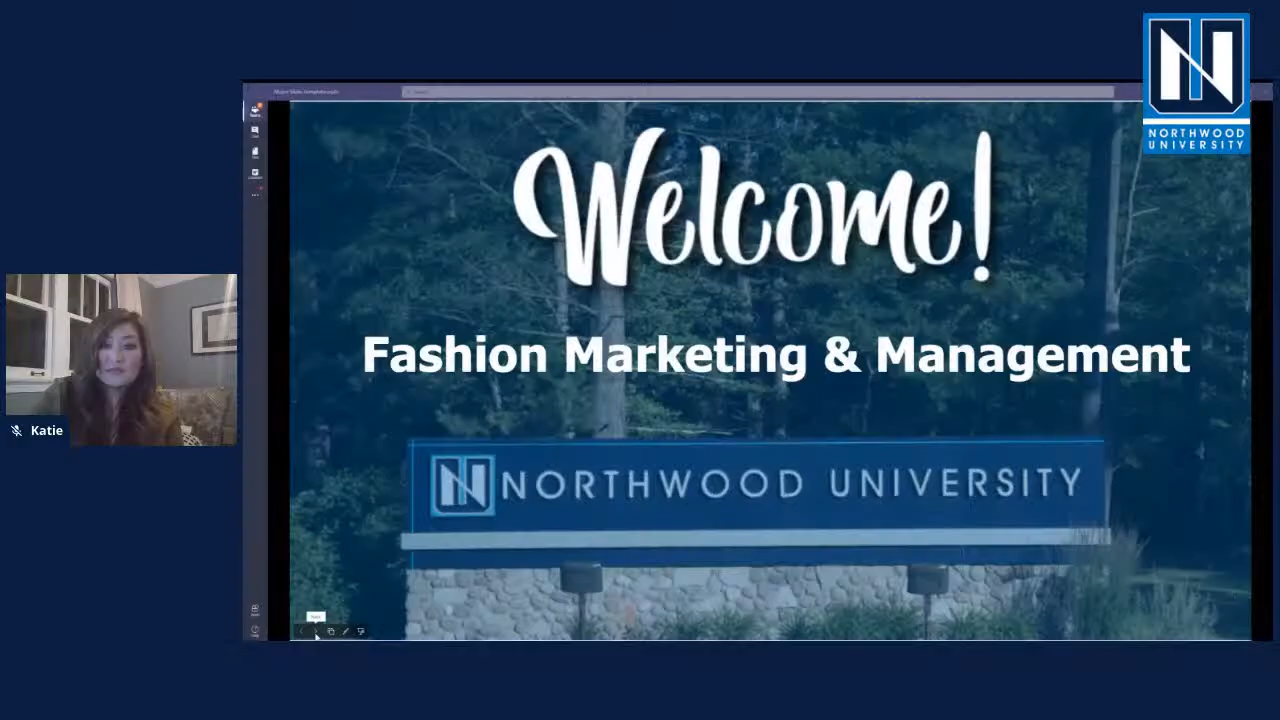 NORTHWOOD
UNIVERSITY
Welcome!
Fashion Marketing & Management
NORTHWOOD UNIVERSITY
Katie